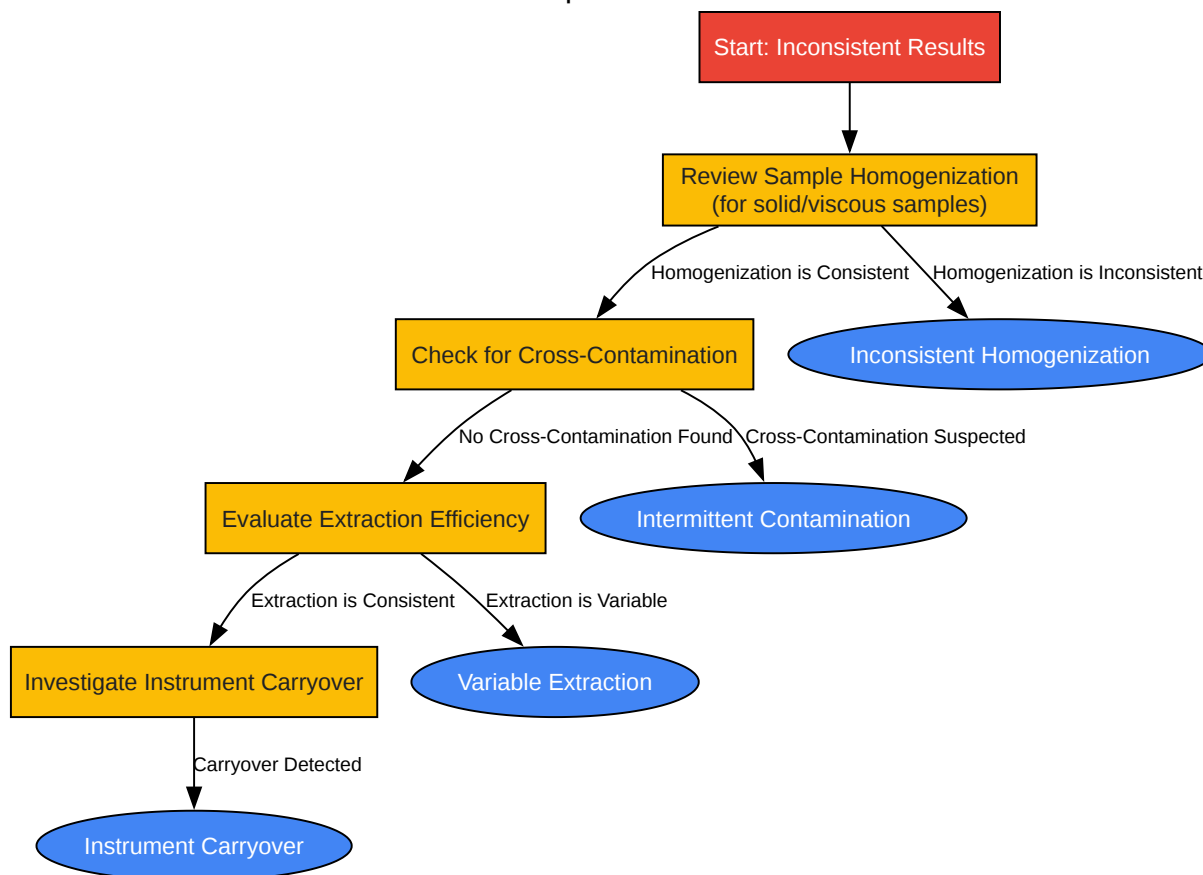 Start: Inconsistent Results
Review Sample Homogenization
(for solid/viscous samples)
Homogenization is Consistent
Homogenization is Inconsistent
Check for Cross-Contamination
Inconsistent Homogenization
No Cross-Contamination Found
Cross-Contamination Suspected
Evaluate Extraction Efficiency
Intermittent Contamination
Extraction is Consistent
Extraction is Variable
Investigate Instrument Carryover
Variable Extraction
Carryover Detected
Instrument Carryover